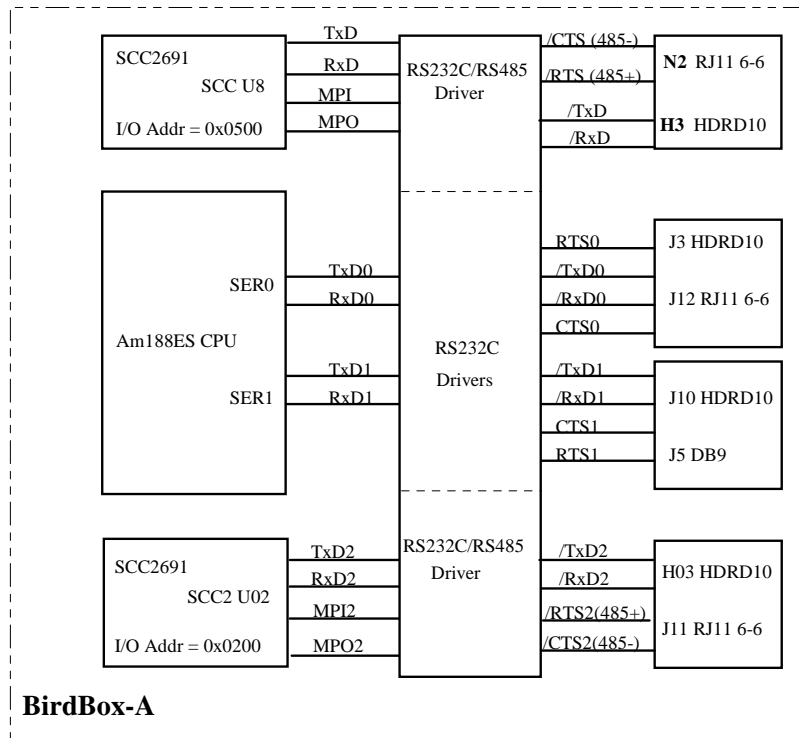 SCC2691
SCC U8
I/O Addr = 0x0500
TxD
RxD
MPI
MPO
RS232C/RS485
Driver
/CTS (485-)
/RTS (485+)
/TxD
/RxD
N2 RJ11 6-6
H3 HDRD10
SER0
Am188ES CPU
SER1
TxD0
RxD0
TxD1
RxD1
RS232C
Drivers
RTS0
/TxD0
/RxD0
CTS0
J3 HDRD10
J12 RJ11 6-6
/TxD1
/RxD1
CTS1
RTS1
J10 HDRD10
J5 DB9
SCC2691
SCC2 U02
I/O Addr = 0x0200
TxD2
RxD2
MPI2
MPO2
RS232C/RS485
Driver
/TxD2
/RxD2
/RTS2(485+)
/CTS2(485-)
H03 HDRD10
J11 RJ11 6-6
BirdBox-A